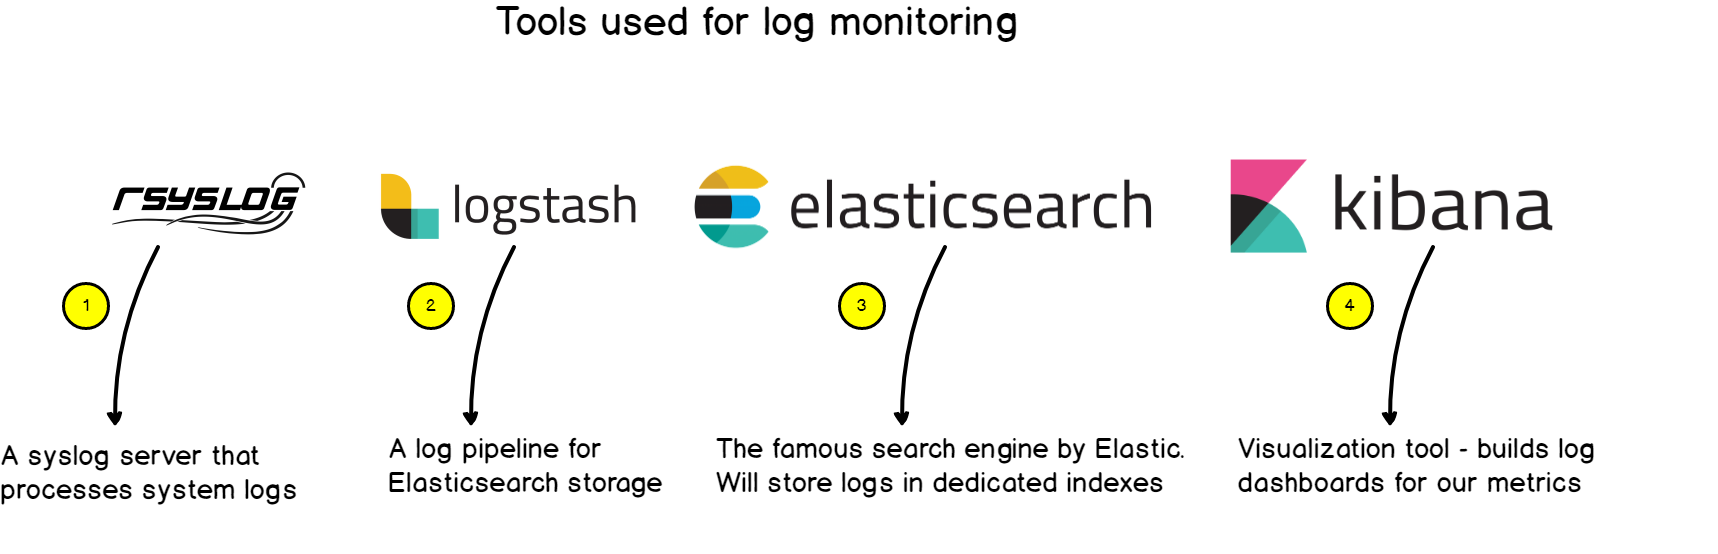 Tools used for log monitoring
rsyslog
logstash
elasticsearch
kibana
1
2
3
4
A syslog server that
processes system logs
A log pipeline for
Elasticsearch storage
The famous search engine by Elastic.
Will store logs in dedicated indexes
Visualization tool - builds log
dashboards for our metrics